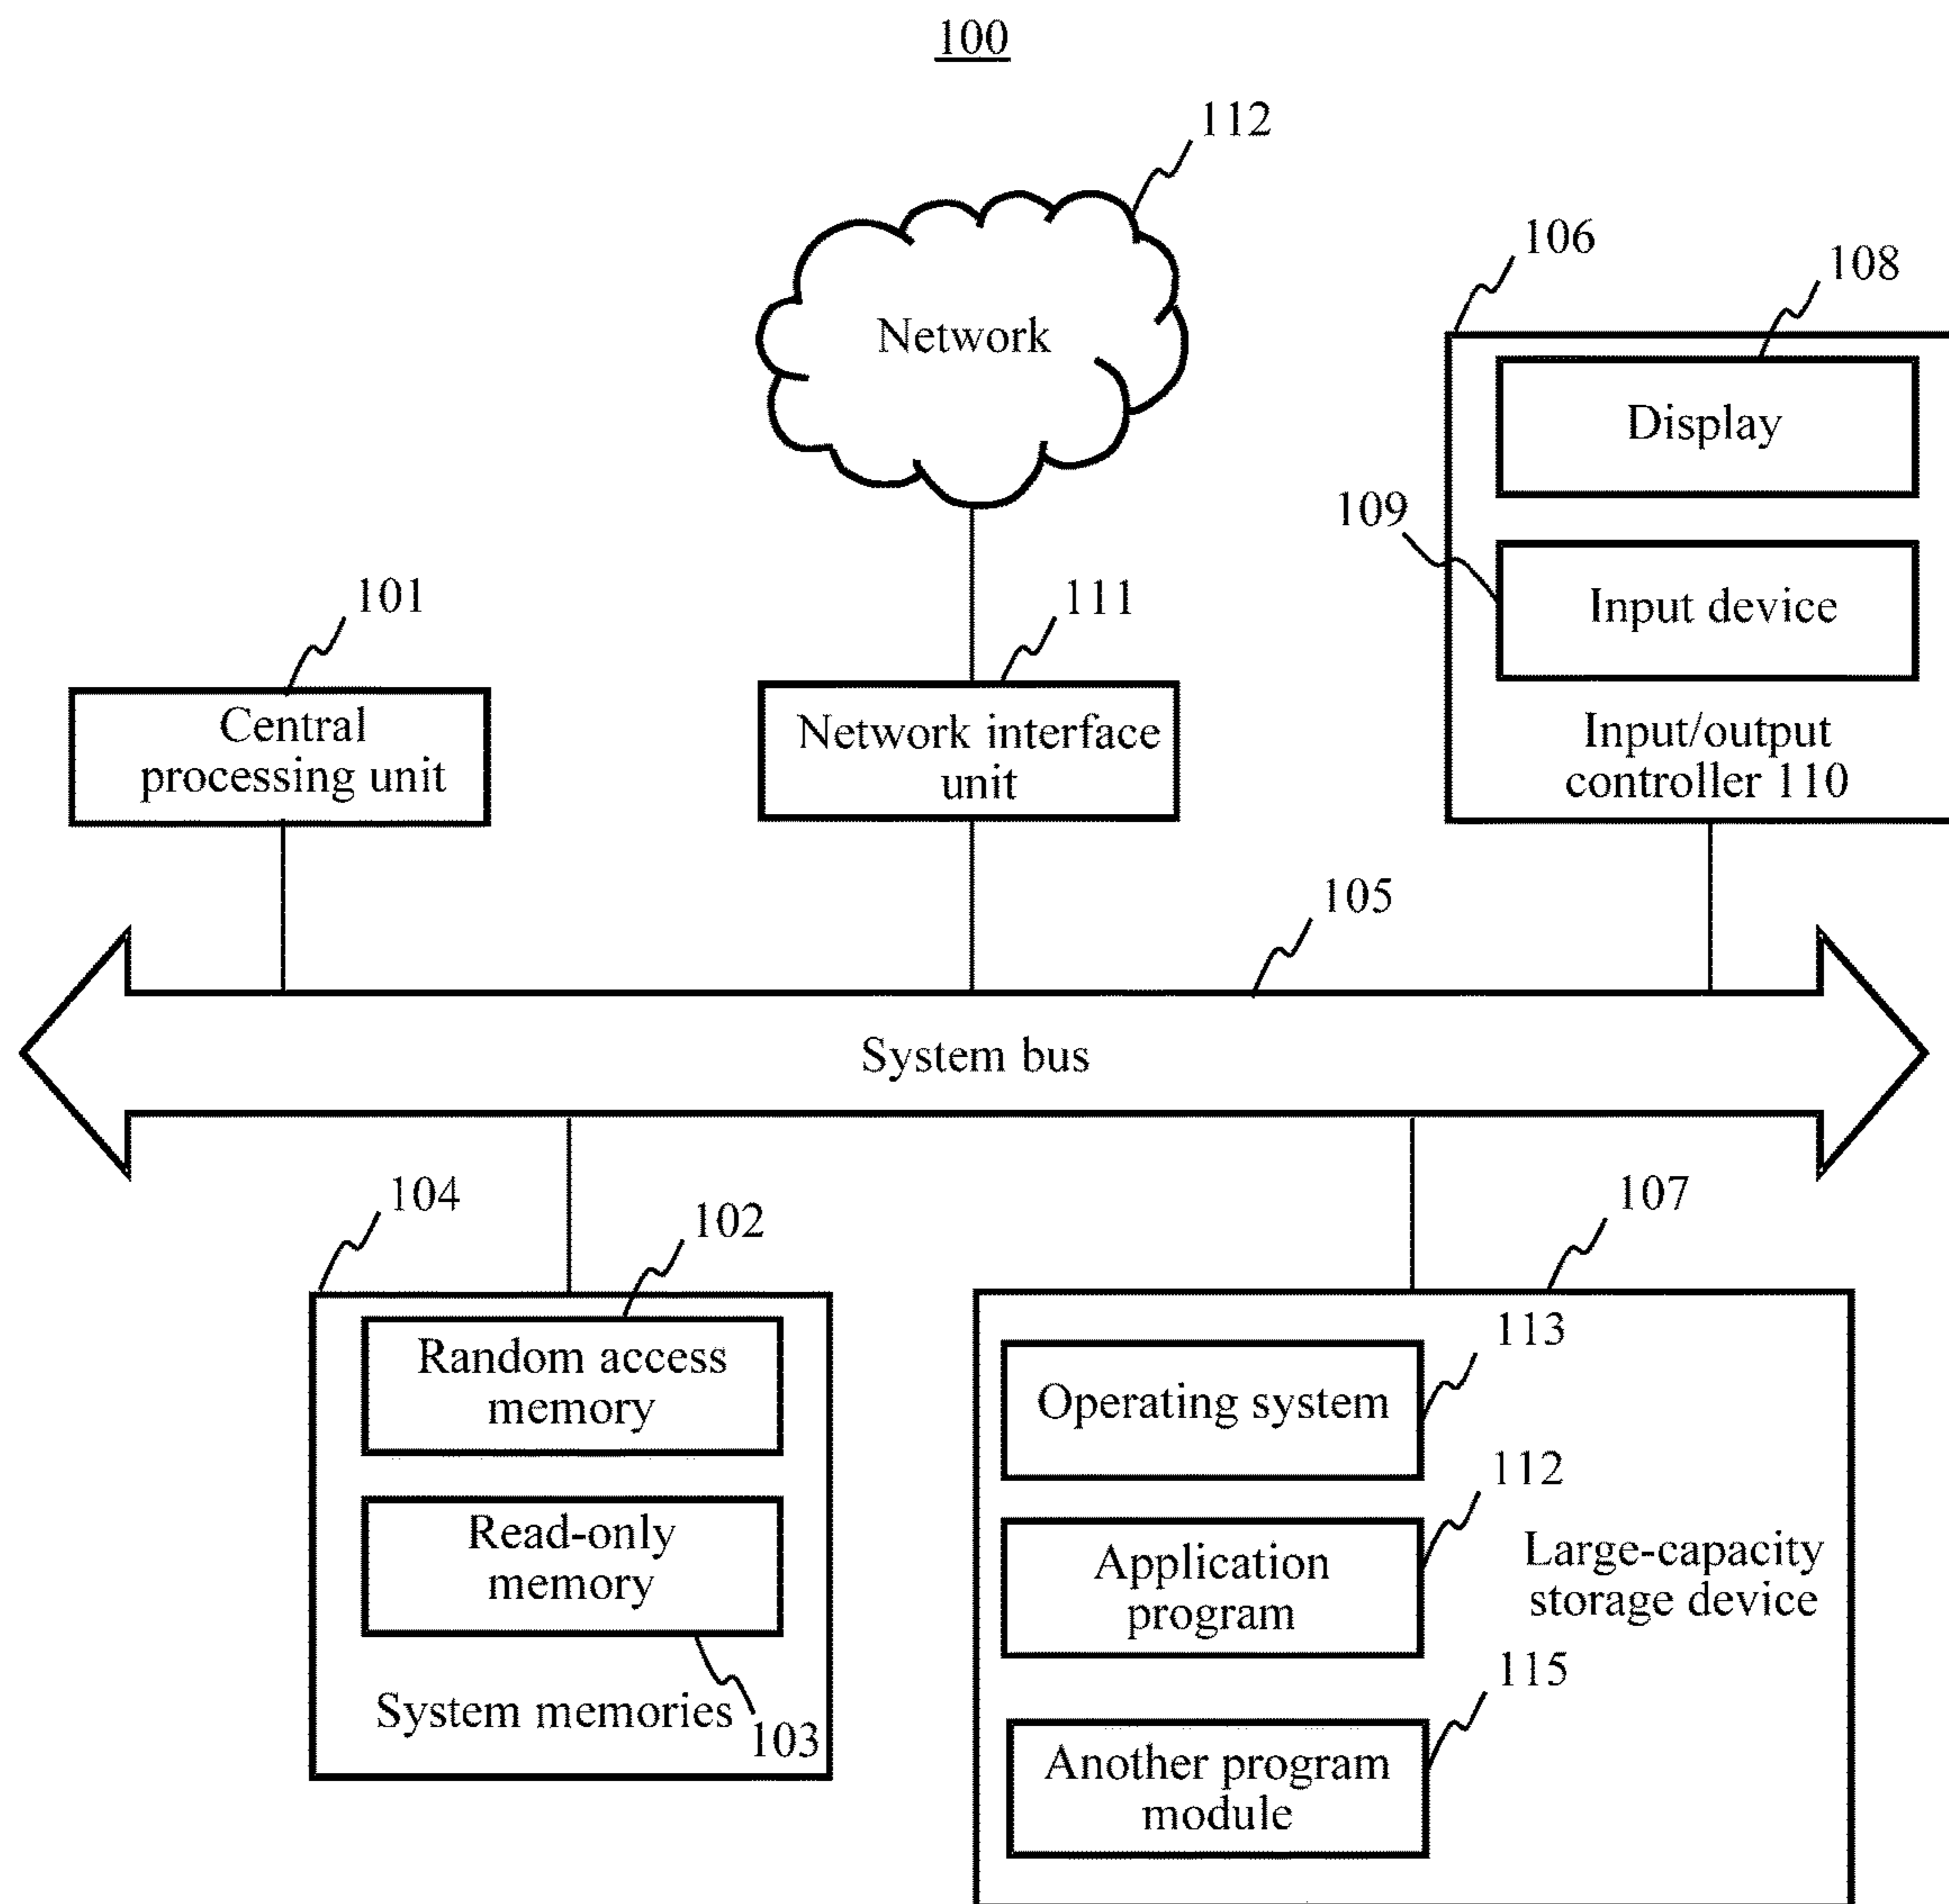 100
112
Network
106
108
Display
109
Input device
Input/output
controller 110
101
Central
processing unit
111
Network interface
unit
105
System bus
104
102
Random access
memory
Read-only
memory
System memories
103
107
113
Operating system
112
Application
program
Large-capacity
storage device
115
Another program
module